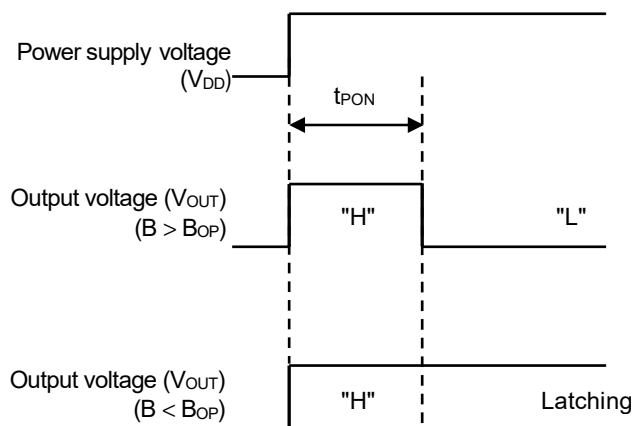 Power supply voltage
(VDD)
tPON
Output voltage (VOUT)
(B > BOP)
"H"
"L"
Output voltage (VOUT)
(B < BOP)
"H"
Latching